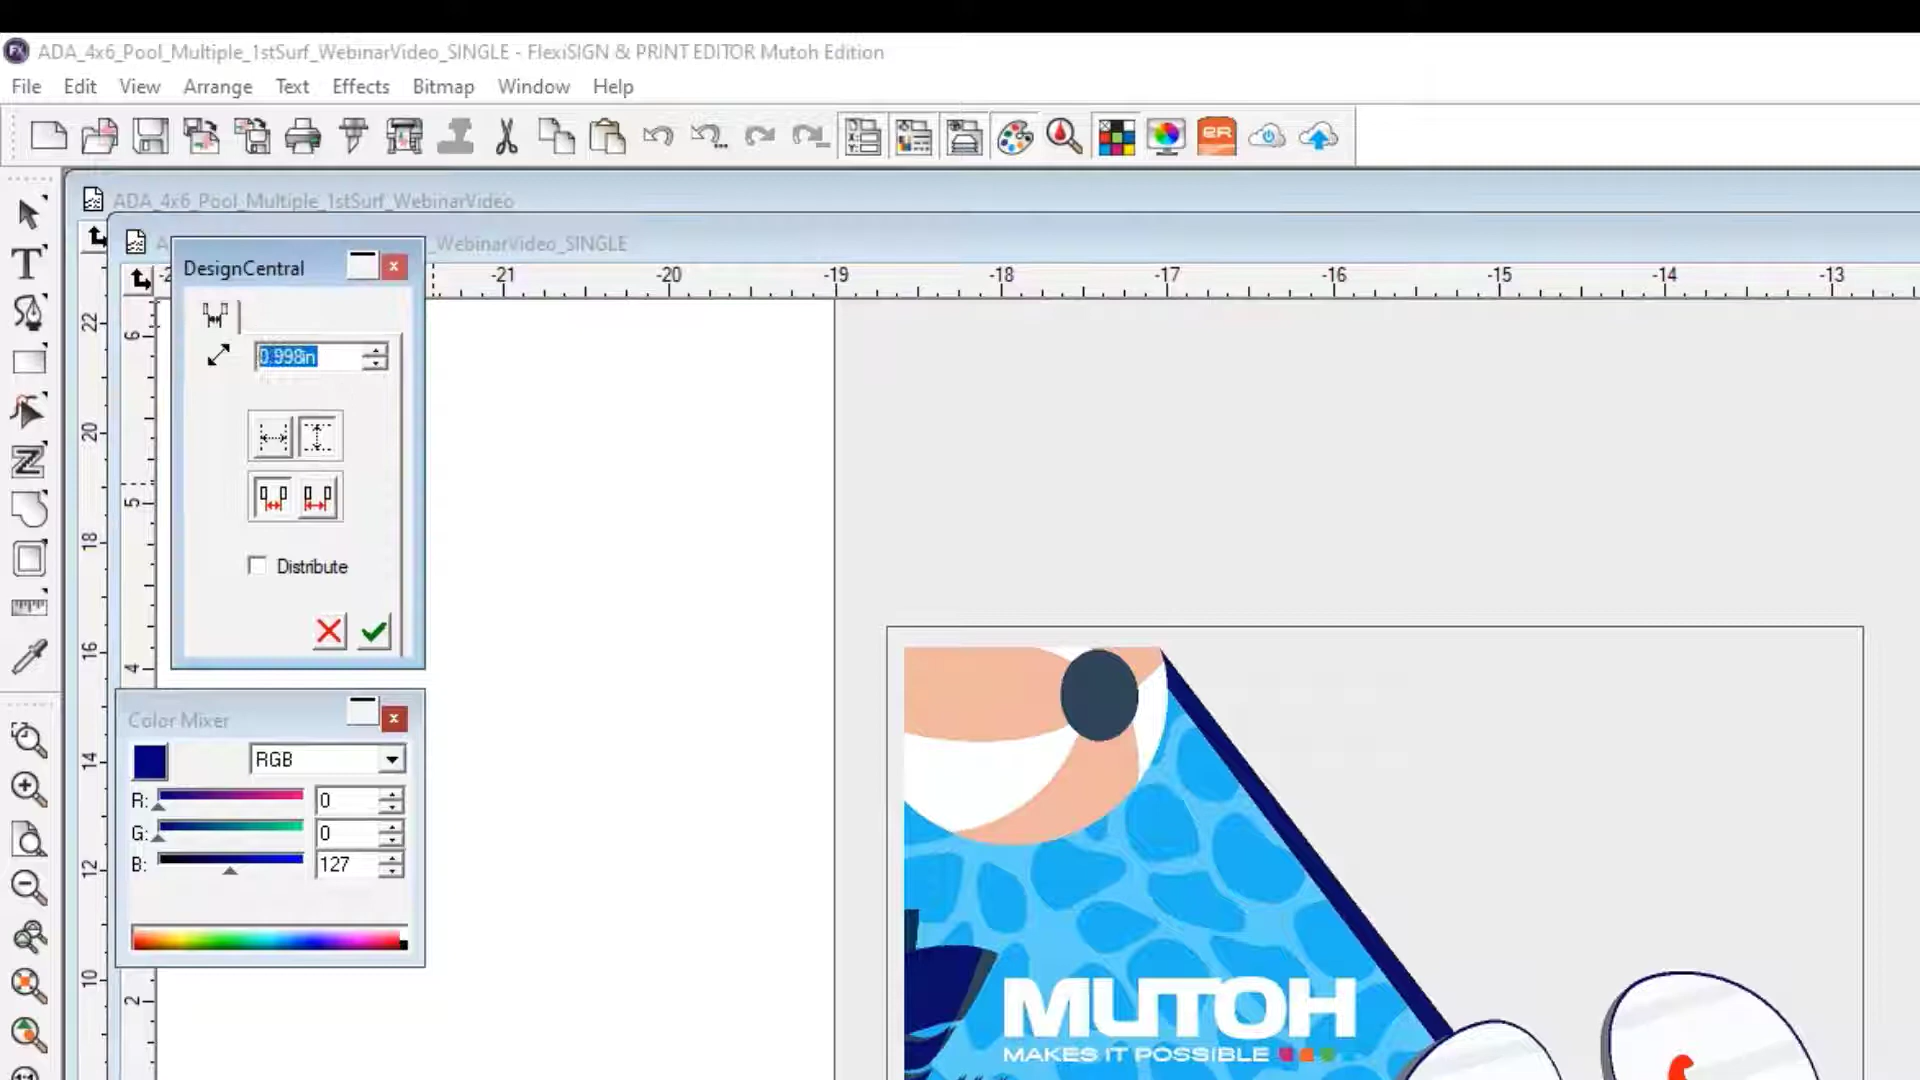 ADA_4x6_Pool_Multiple_1stSurf_WebinarVideo_SINGLE - FlexiSIGN & PRINT EDITOR Mutoh Edition
File Edit View Arrange Text Effects Bitmap Window Help
ADA_4x6_Pool_Multiple_1stSurf_WebinarVideo
_WebinarVideo_SINGLE
DesignCentral
-21 -20 -19 -18 -17 -16 -15 -14 -13
0.998in
Distribute
22
20
18
16
14
12
10
6
5
4
2
Color Mixer
RGB
R: 0
G: 0
B: 127
MUTOH
MAKES IT POSSIBLE